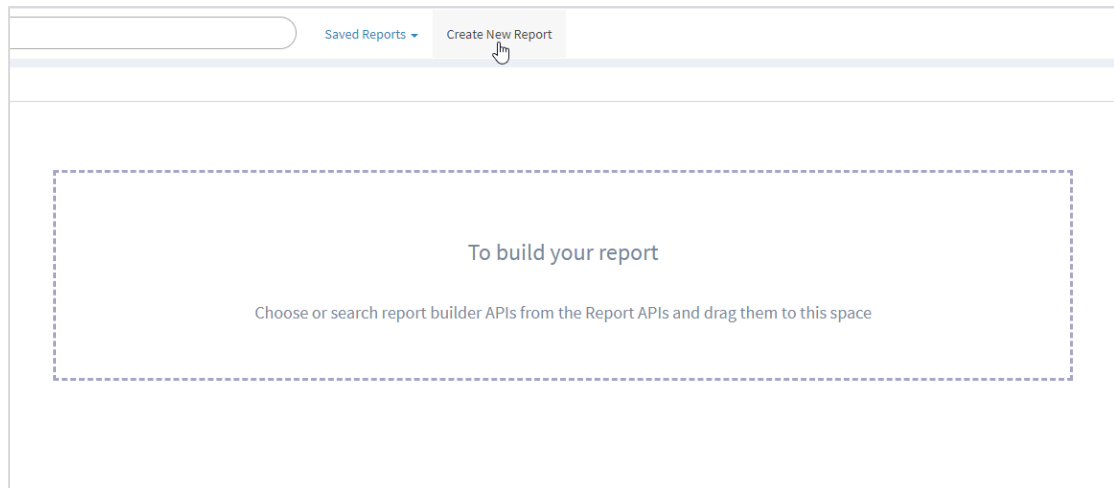 Saved Reports
Create New Report
To build your report
Choose or search report builder APIs from the Report APIs and drag them to this space